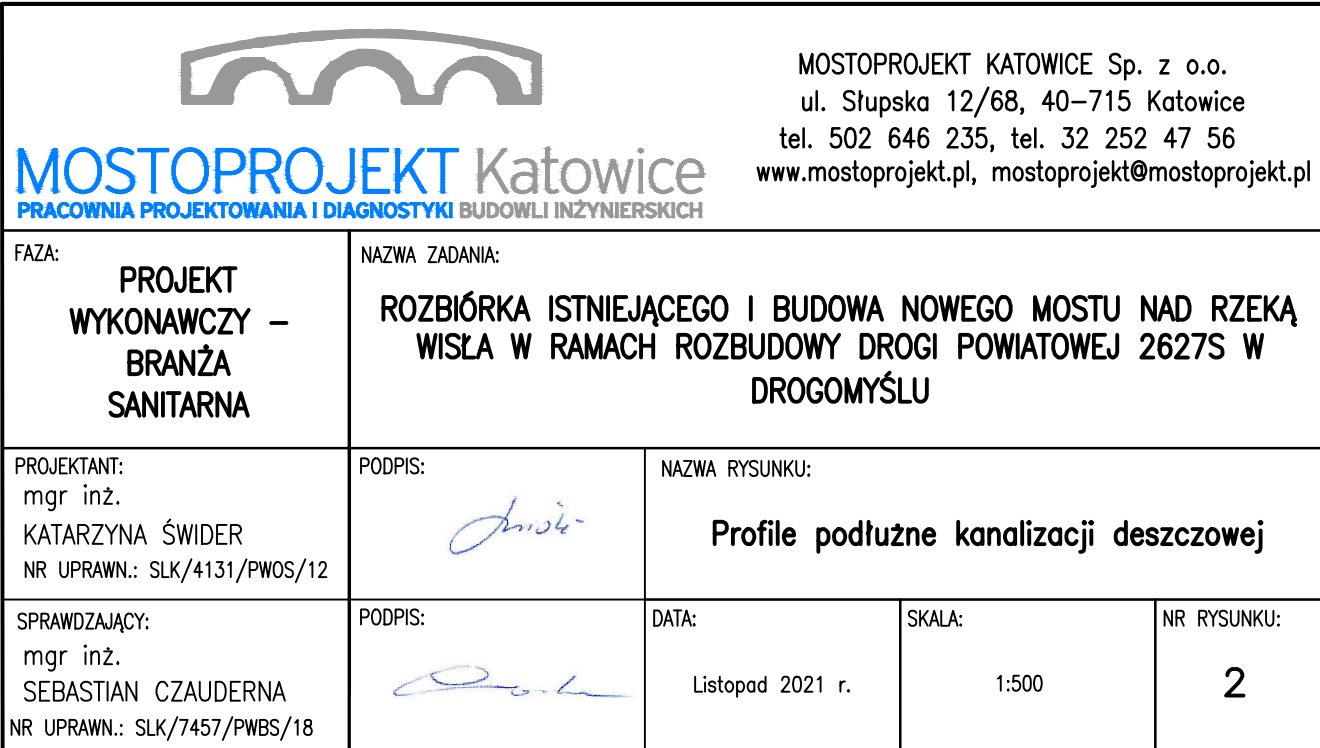 MOSTOPROJEKT Katowice
PRACOWNIA PROJEKTOWANIA I DIAGNOSTYKI BUDOWLI INŻYNIERSKICH
MOSTOPROJEKT KATOWICE Sp. z o.o.
ul. Słupska 12/68, 40-715 Katowice
tel. 502 646 235, tel. 32 252 47 56
www.mostoprojekt.pl, mostoprojekt@mostoprojekt.pl
FAZA:
PROJEKT
WYKONAWCZY –
BRANŻA
SANITARNA
NAZWA ZADANIA:
ROZBIÓRKA ISTNIEJĄCEGO I BUDOWA NOWEGO MOSTU NAD RZEKĄ
WISŁA W RAMACH ROZBUDOWY DROGI POWIATOWEJ 2627S W
DROGOMYŚLU
PROJEKTANT:
mgr inż.
KATARZYNA ŚWIDER
NR UPRAWN.: SLK/4131/PWOS/12
PODPIS:
NAZWA RYSUNKU:
Profile podłużne kanalizacji deszczowej
SPRAWDZAJĄCY:
mgr inż.
SEBASTIAN CZAUDERNA
NR UPRAWN.: SLK/7457/PWBS/18
PODPIS:
DATA:
Listopad 2021 r.
SKALA:
1:500
NR RYSUNKU:
2